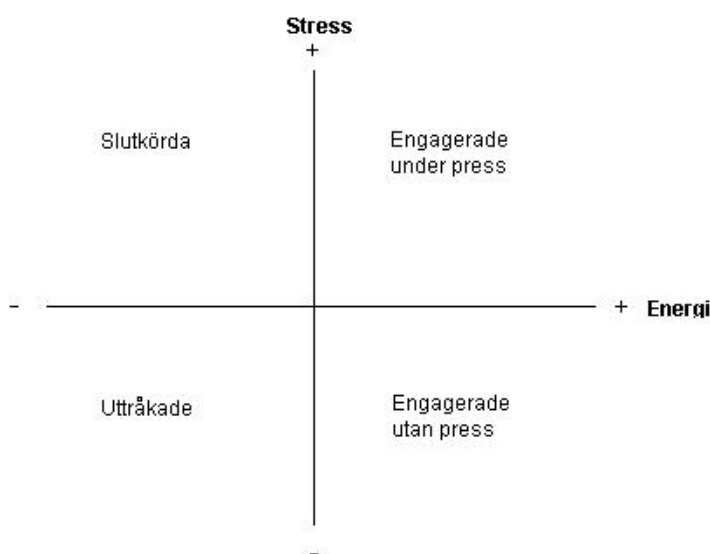 Stress
+
Slutkörda
Engagerade
under press
-
+ Energi
Uttråkade
Engagerade
utan press
-